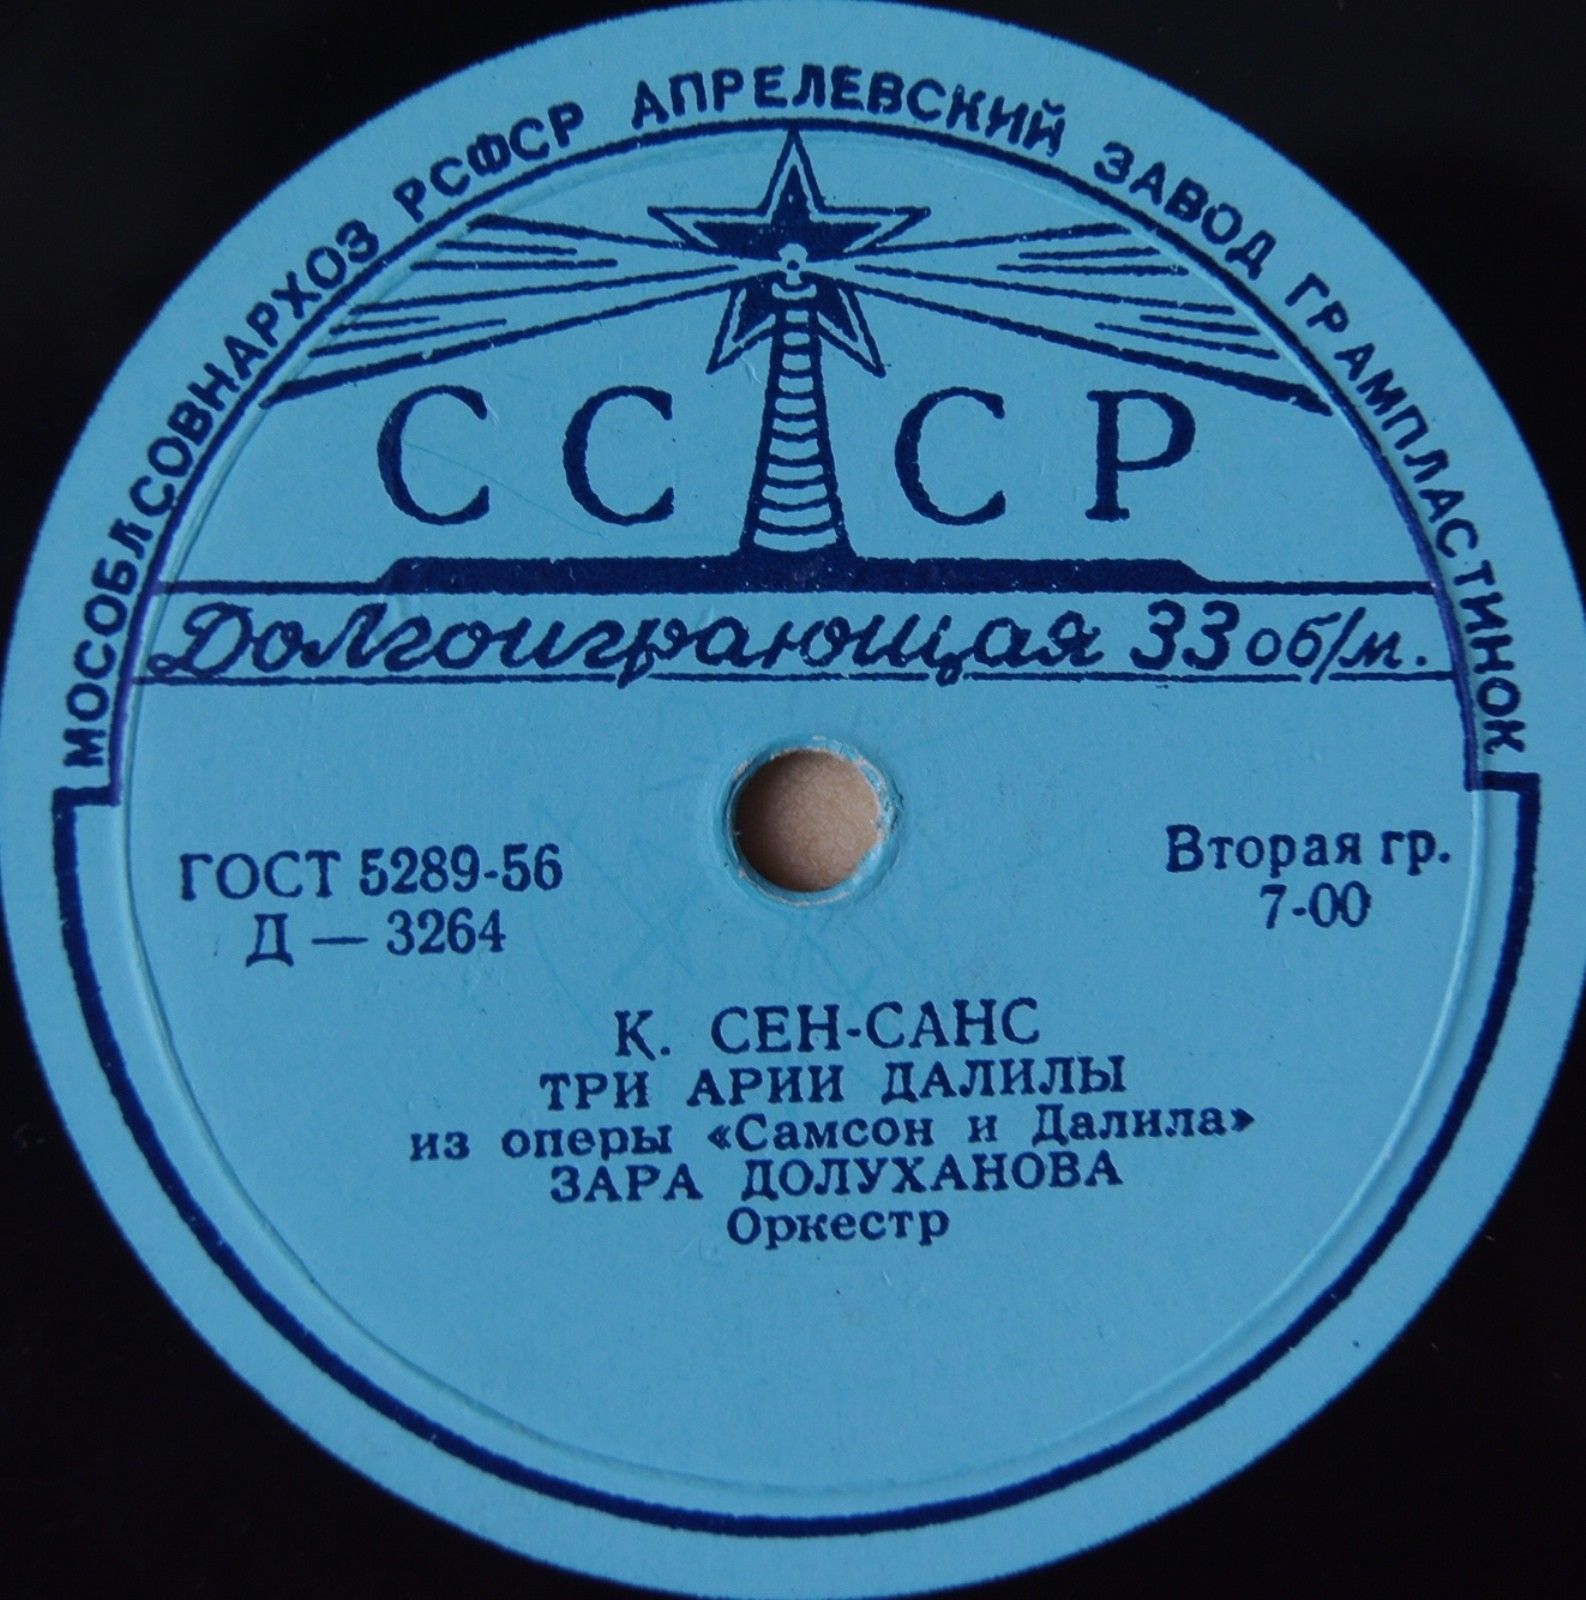 МОСОБЛСОВНАРХОЗ РСФСР АПРЕЛЕВСКИЙ ЗАВОД ГРАМПЛАСТИНОК
СССР
Долгоиграющая 33 об/м.
ГОСТ 5289-56
Д — 3264
Вторая гр.
7-00
К. СЕН-САНС
ТРИ АРИИ ДАЛИЛЫ
из оперы «Самсон и Далила»
ЗАРА ДОЛУХАНОВА
Оркестр